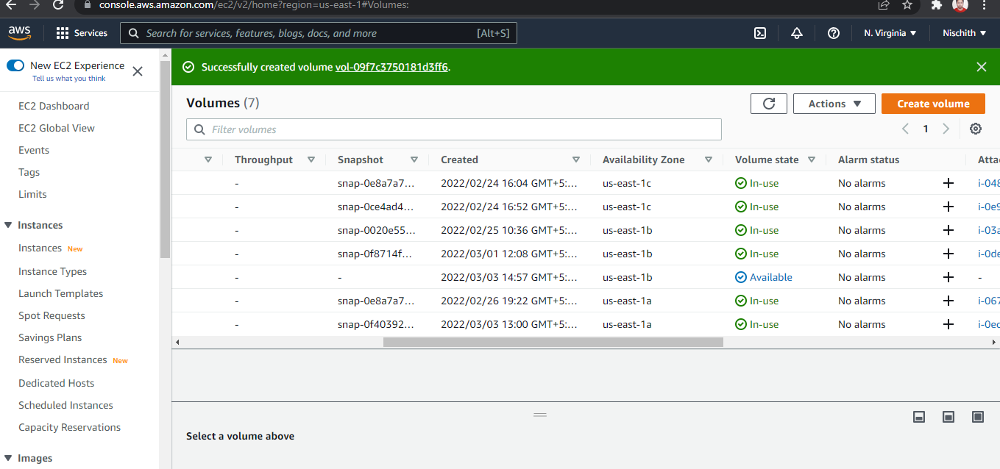 console.aws.amazon.com/ec2/v2/home?region=us-east-1#Volumes:
aws Services Search for services, features, blogs, docs, and more [Alt+S] N. Virginia ▼ Nischith ▼
New EC2 Experience
Tell us what you think
EC2 Dashboard
EC2 Global View
Events
Tags
Limits
Instances
Instances New
Instance Types
Launch Templates
Spot Requests
Savings Plans
Reserved Instances New
Dedicated Hosts
Scheduled Instances
Capacity Reservations
Images
Successfully created volume vol-09f7c3750181d3ff6.
Volumes (7) Actions ▼ Create volume
Filter volumes 1
Throughput Snapshot Created Availability Zone Volume state Alarm status Attac
- snap-0e8a7a7... 2022/02/24 16:04 GMT+5:... us-east-1c In-use No alarms + i-048
- snap-0ce4ad4... 2022/02/24 16:52 GMT+5:... us-east-1c In-use No alarms + i-0e9
- snap-0020e55... 2022/02/25 10:36 GMT+5:... us-east-1b In-use No alarms + i-03a
- snap-0f8714f... 2022/03/01 12:08 GMT+5:... us-east-1b In-use No alarms + i-0de
- - 2022/03/03 14:57 GMT+5:... us-east-1b Available No alarms + -
- snap-0e8a7a7... 2022/02/26 19:22 GMT+5:... us-east-1a In-use No alarms + i-067
- snap-0f40392... 2022/03/03 13:00 GMT+5:... us-east-1a In-use No alarms + i-0ec
Select a volume above